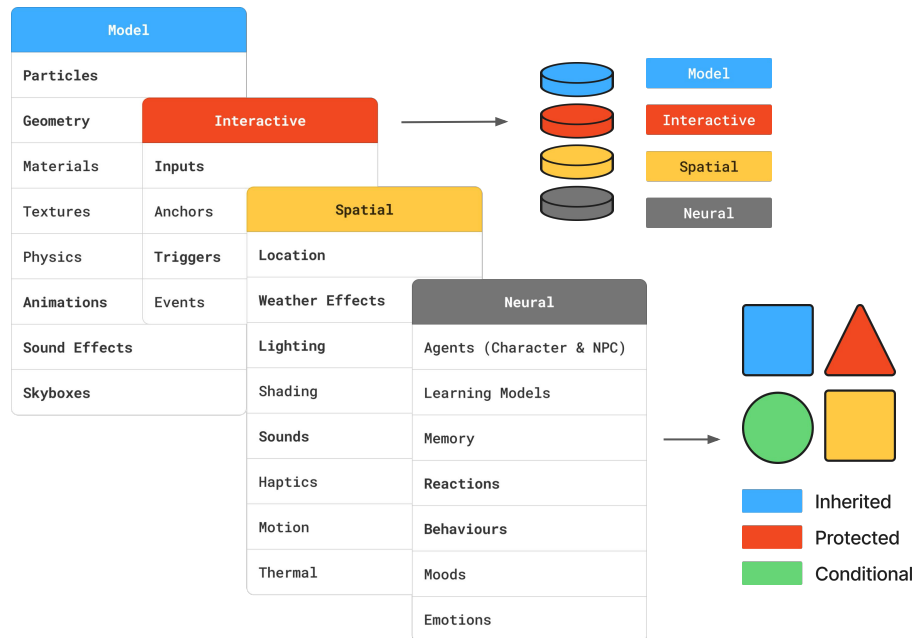 Model
Particles
Geometry
Materials
Textures
Physics
Animations
Sound Effects
Skyboxes
Interactive
Inputs
Anchors
Triggers
Events
Spatial
Location
Weather Effects
Lighting
Shading
Sounds
Haptics
Motion
Thermal
Neural
Agents (Character & NPC)
Learning Models
Memory
Reactions
Behaviours
Moods
Emotions
Model
Interactive
Spatial
Neural
Inherited
Protected
Conditional